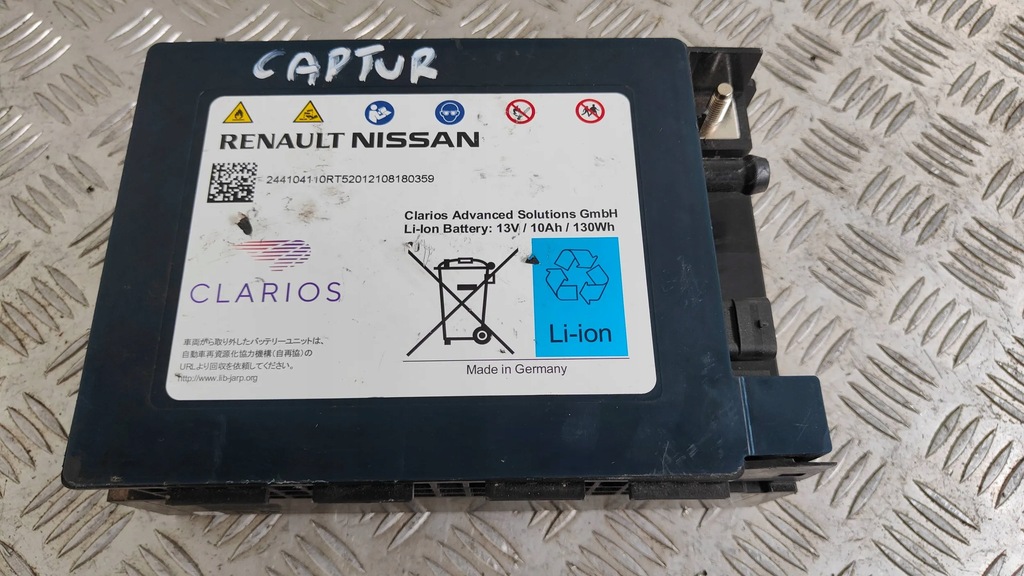 CAPTUR
RENAULT NISSAN
244104110RT52012108180359
Clarios Advanced Solutions GmbH
Li-Ion Battery: 13V / 10Ah / 130Wh
CLARIOS
Li-ion
車両から取り外したバッテリーユニットは、
自動車再資源化協力機構（自再協）の
URLより回収を依頼してください。
http://www.lib-jarp.org
Made in Germany